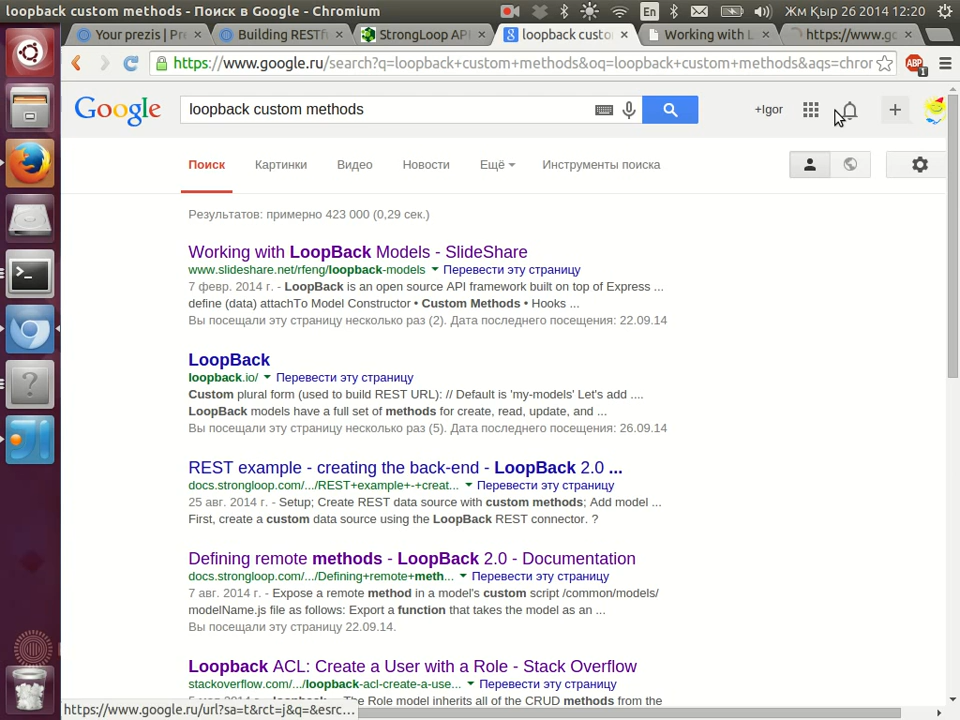 loopback custom methods - Поиск в Google - Chromium
En
Жм Қыр 26 2014 12:20
Your prezis | Pre
Building RESTfu
StrongLoop API
loopback custo
Working with L
https://www.go
https://www.google.ru/search?q=loopback+custom+methods&oq=loopback+custom+methods&aqs=chron
ABP
1
Google
loopback custom methods
+Igor
Поиск
Картинки
Видео
Новости
Ещё
Инструменты поиска
Результатов: примерно 423 000 (0,29 сек.)
Working with LoopBack Models - SlideShare
www.slideshare.net/rfeng/loopback-models Перевести эту страницу
7 февр. 2014 г. - LoopBack is an open source API framework built on top of Express ...
define (data) attachTo Model Constructor • Custom Methods • Hooks ...
Вы посещали эту страницу несколько раз (2). Дата последнего посещения: 22.09.14
LoopBack
loopback.io/ Перевести эту страницу
Custom plural form (used to build REST URL): // Default is 'my-models' Let's add ....
LoopBack models have a full set of methods for create, read, update, and ...
Вы посещали эту страницу несколько раз (5). Дата последнего посещения: 26.09.14
REST example - creating the back-end - LoopBack 2.0 ...
docs.strongloop.com/.../REST+example+-+creat... Перевести эту страницу
25 авг. 2014 г. - Setup; Create REST data source with custom methods; Add model ...
First, create a custom data source using the LoopBack REST connector. ?
Defining remote methods - LoopBack 2.0 - Documentation
docs.strongloop.com/.../Defining+remote+meth... Перевести эту страницу
7 авг. 2014 г. - Expose a remote method in a model's custom script /common/models/
modelName.js file as follows: Export a function that takes the model as an ...
Вы посещали эту страницу 22.09.14.
Loopback ACL: Create a User with a Role - Stack Overflow
stackoverflow.com/.../loopback-acl-create-a-use... Перевести эту страницу
The Role model inherits all of the CRUD methods from the
https://www.google.ru/url?sa=t&rct=j&q=&esrc...